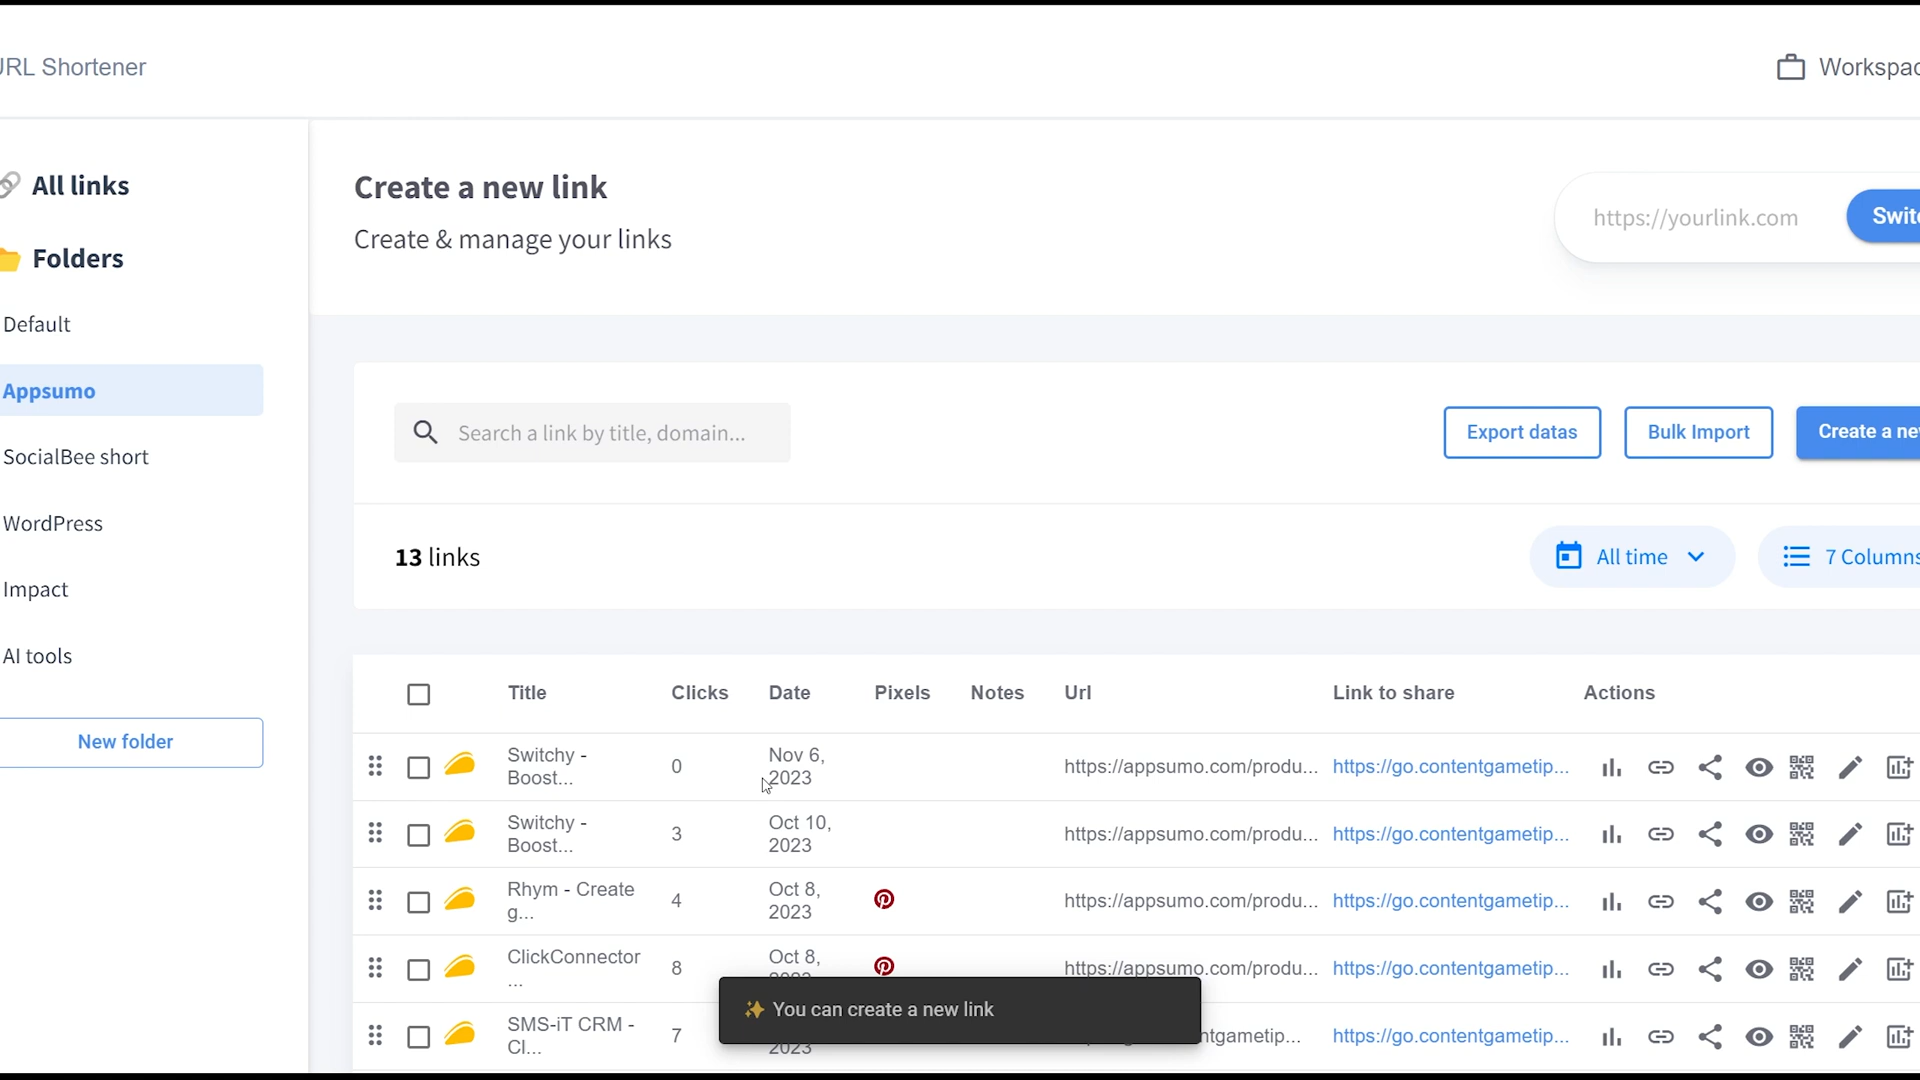 URL Shortener
Workspac
All links
Folders
Default
Appsumo
SocialBee short
WordPress
Impact
AI tools
New folder
Create a new link
Create & manage your links
https://yourlink.com
Switc
Search a link by title, domain...
Export datas
Bulk Import
Create a new
13 links
All time
7 Columns
Title Clicks Date Pixels Notes Url Link to share Actions
Switchy - Boost... 0 Nov 6, 2023 https://appsumo.com/produ... https://go.contentgametip...
Switchy - Boost... 3 Oct 10, 2023 https://appsumo.com/produ... https://go.contentgametip...
Rhym - Create g... 4 Oct 8, 2023 https://appsumo.com/produ... https://go.contentgametip...
ClickConnector ... 8 Oct 8, 2023 https://appsumo.com/produ... https://go.contentgametip...
SMS-iT CRM - Cl... 7 2023 ntgametip... https://go.contentgametip...
You can create a new link